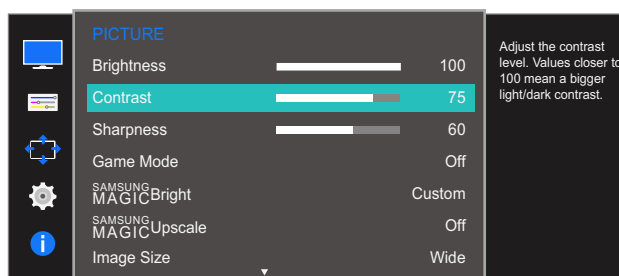 PICTURE
Brightness 100
Contrast 75
Sharpness 60
Game Mode Off
SAMSUNG
MAGICBright Custom
SAMSUNG
MAGICUpscale Off
Image Size Wide
Adjust the contrast
level. Values closer to
100 mean a bigger
light/dark contrast.